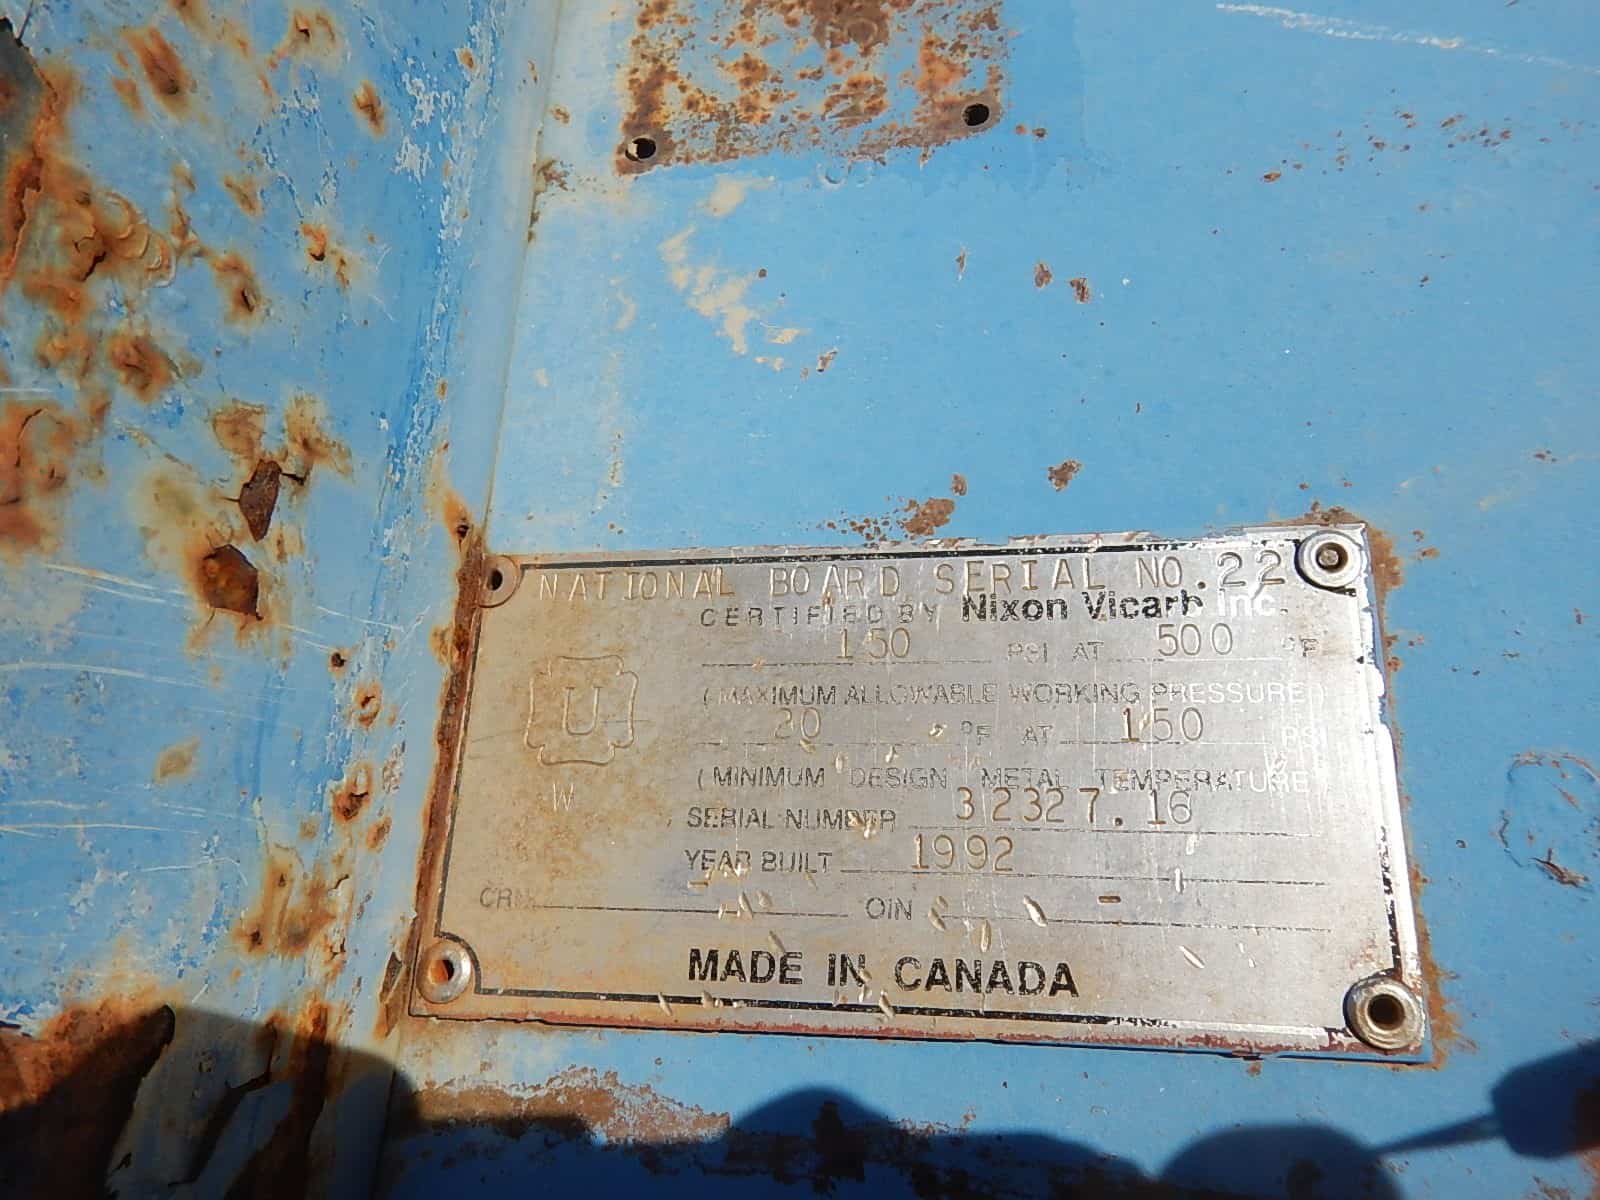 NATIONAL BOARD SERIAL NO. 22
CERTIFIED BY Nixon Vicarb Inc.
150 PSI AT 500 °F
(MAXIMUM ALLOWABLE WORKING PRESSURE)
20 °F AT 150 PSI
(MINIMUM DESIGN METAL TEMPERATURE)
U
W
SERIAL NUMBER 32327.16
YEAR BUILT 1992
CRN OIN -
MADE IN CANADA